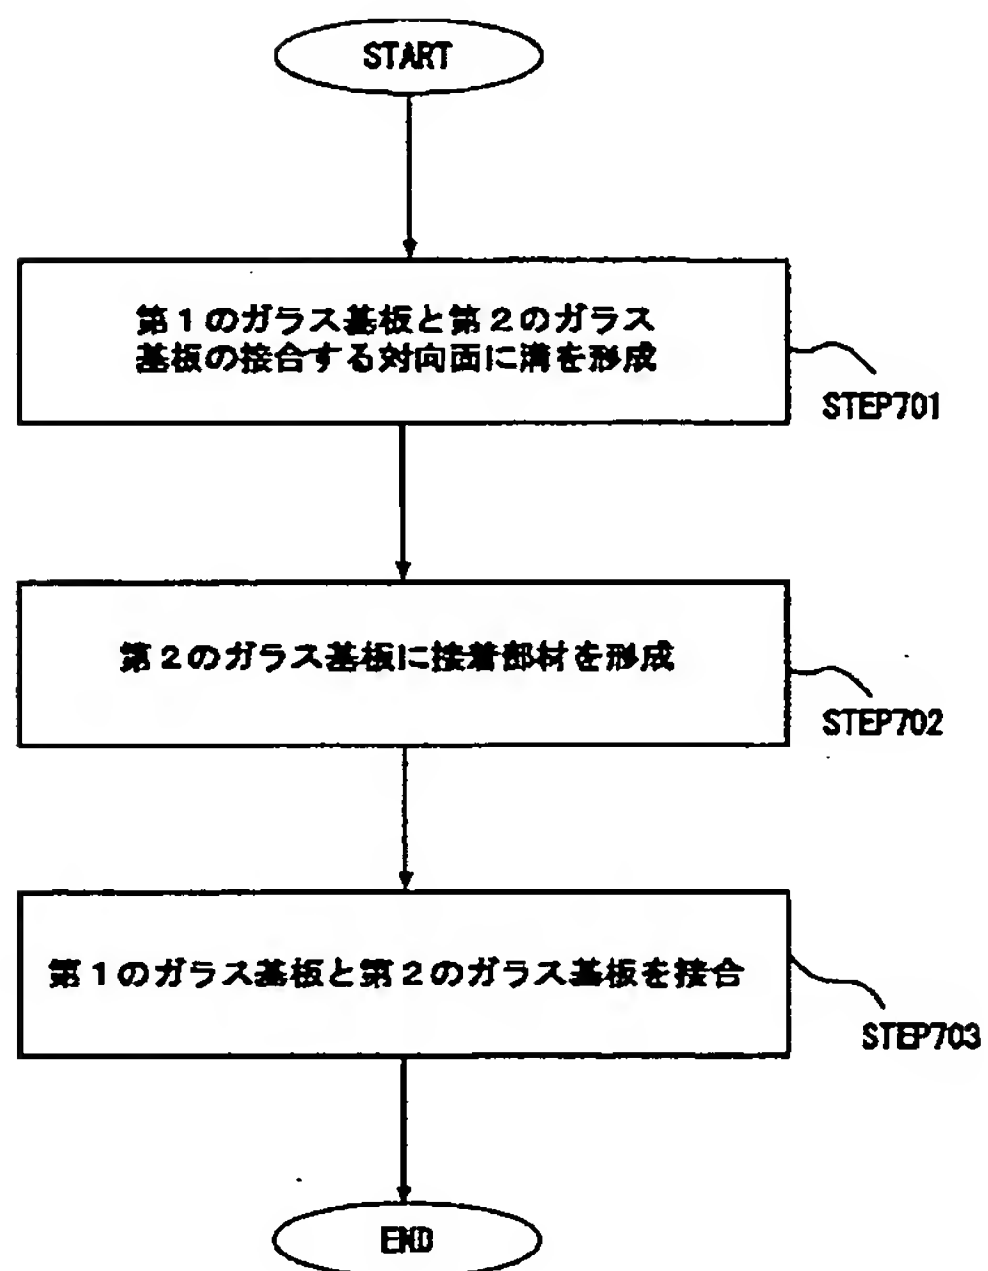 START
第1のガラス基板と第2のガラス
基板の接合する対向面に溝を形成
STEP701
第2のガラス基板に接着部材を形成
STEP702
第1のガラス基板と第2のガラス基板を接合
STEP703
END